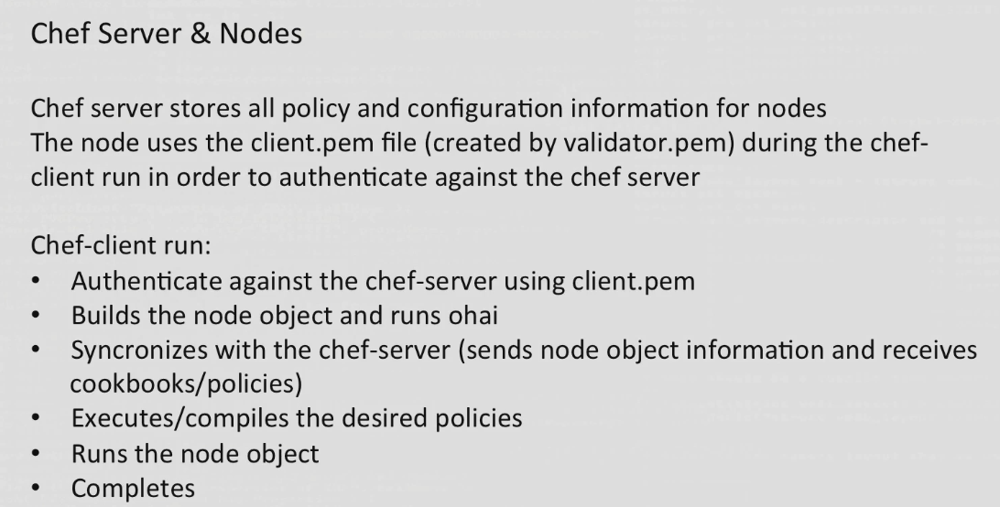 Chef Server & Nodes
Chef server stores all policy and configuration information for nodes
The node uses the client.pem file (created by validator.pem) during the chef-
client run in order to authenticate against the chef server
Chef-client run:
• Authenticate against the chef-server using client.pem
• Builds the node object and runs ohai
• Syncronizes with the chef-server (sends node object information and receives
cookbooks/policies)
• Executes/compiles the desired policies
• Runs the node object
• Completes